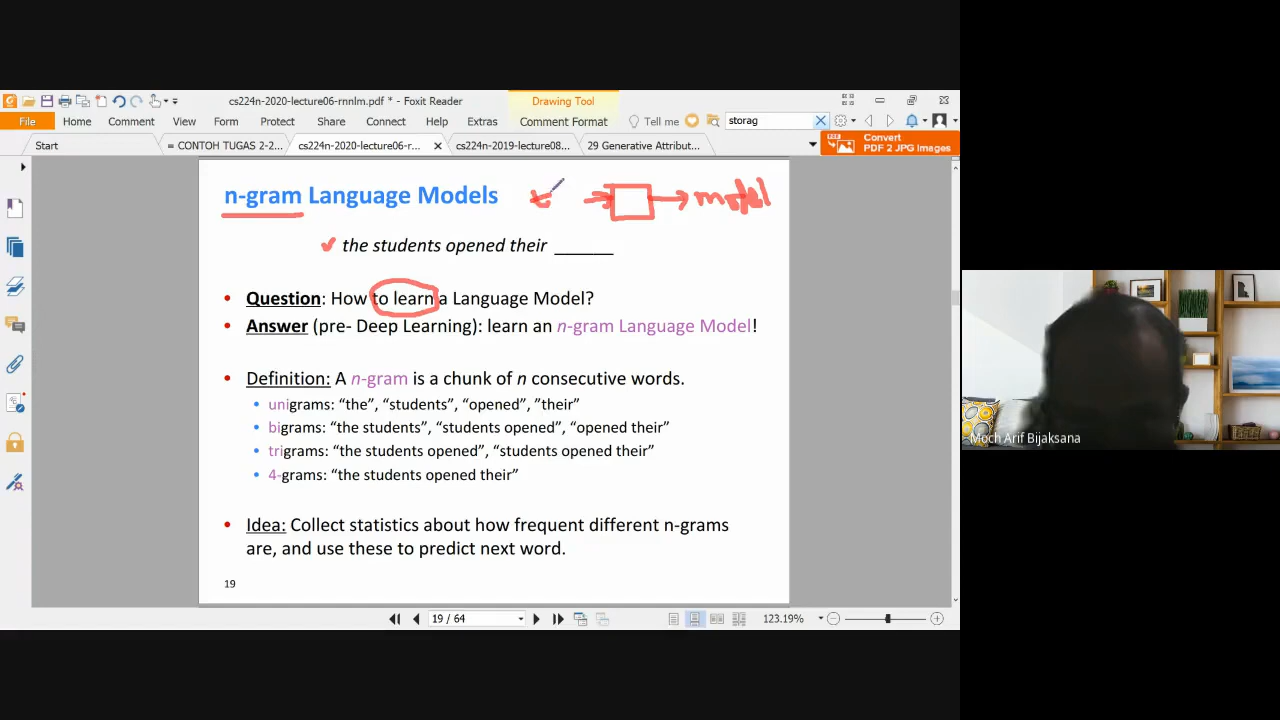 cs224n-2020-lecture06-rnnlm.pdf * - Foxit Reader
Drawing Tool
File Home Comment View Form Protect Share Connect Help Extras Comment Format Tell me storag
Convert
PDF 2 JPG Images
Start = CONTOH TUGAS 2-2... cs224n-2020-lecture06-r... cs224n-2019-lecture08... 29 Generative Attribut...
n-gram Language Models
model
the students opened their ______
• Question: How to learn a Language Model?
• Answer (pre- Deep Learning): learn an n-gram Language Model!
• Definition: A n-gram is a chunk of n consecutive words.
• unigrams: “the”, “students”, “opened”, ”their”
• bigrams: “the students”, “students opened”, “opened their”
• trigrams: “the students opened”, “students opened their”
• 4-grams: “the students opened their”
• Idea: Collect statistics about how frequent different n-grams
are, and use these to predict next word.
19
19 / 64
123.19%
Moch Arif Bijaksana